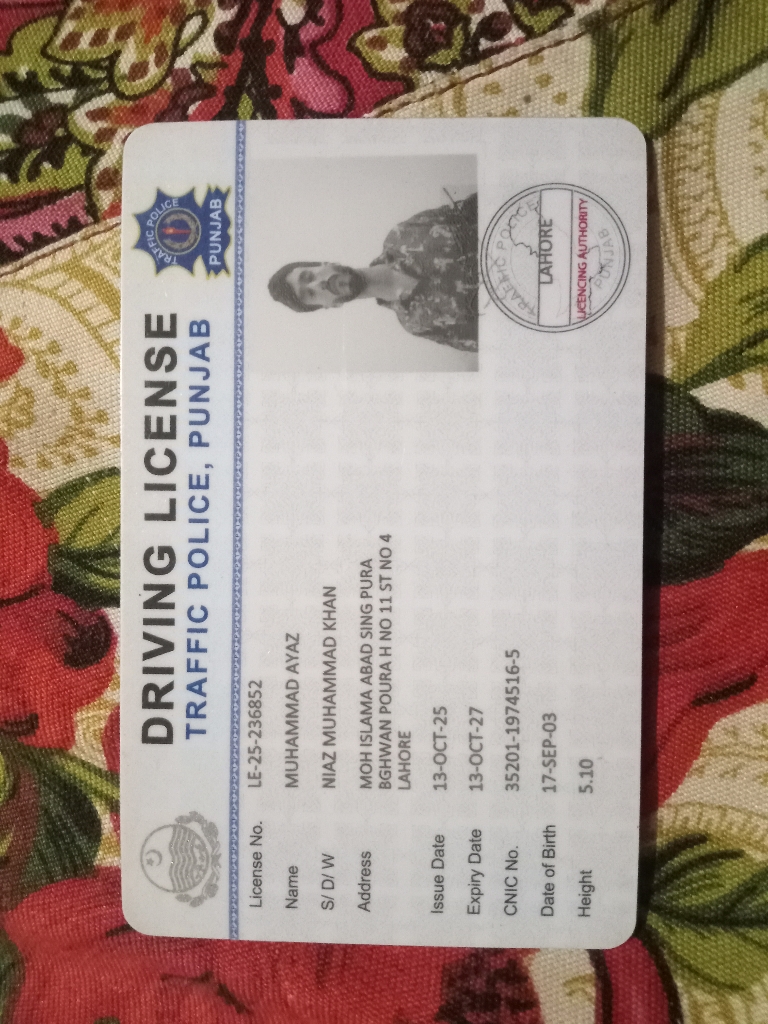 DRIVING LICENSE
TRAFFIC POLICE, PUNJAB
TRAFFIC POLICE
PUNJAB
License No. LE-25-236852
Name MUHAMMAD AYAZ
S/ D/ W NIAZ MUHAMMAD KHAN
Address MOH ISLAMA ABAD SING PURA
BGHWAN POURA H NO 11 ST NO 4
LAHORE
Issue Date 13-OCT-25
Expiry Date 13-OCT-27
CNIC No. 35201-1974516-5
Date of Birth 17-SEP-03
Height 5.10
TRAFFIC POLICE
LAHORE
LICENCING AUTHORITY
PUNJAB